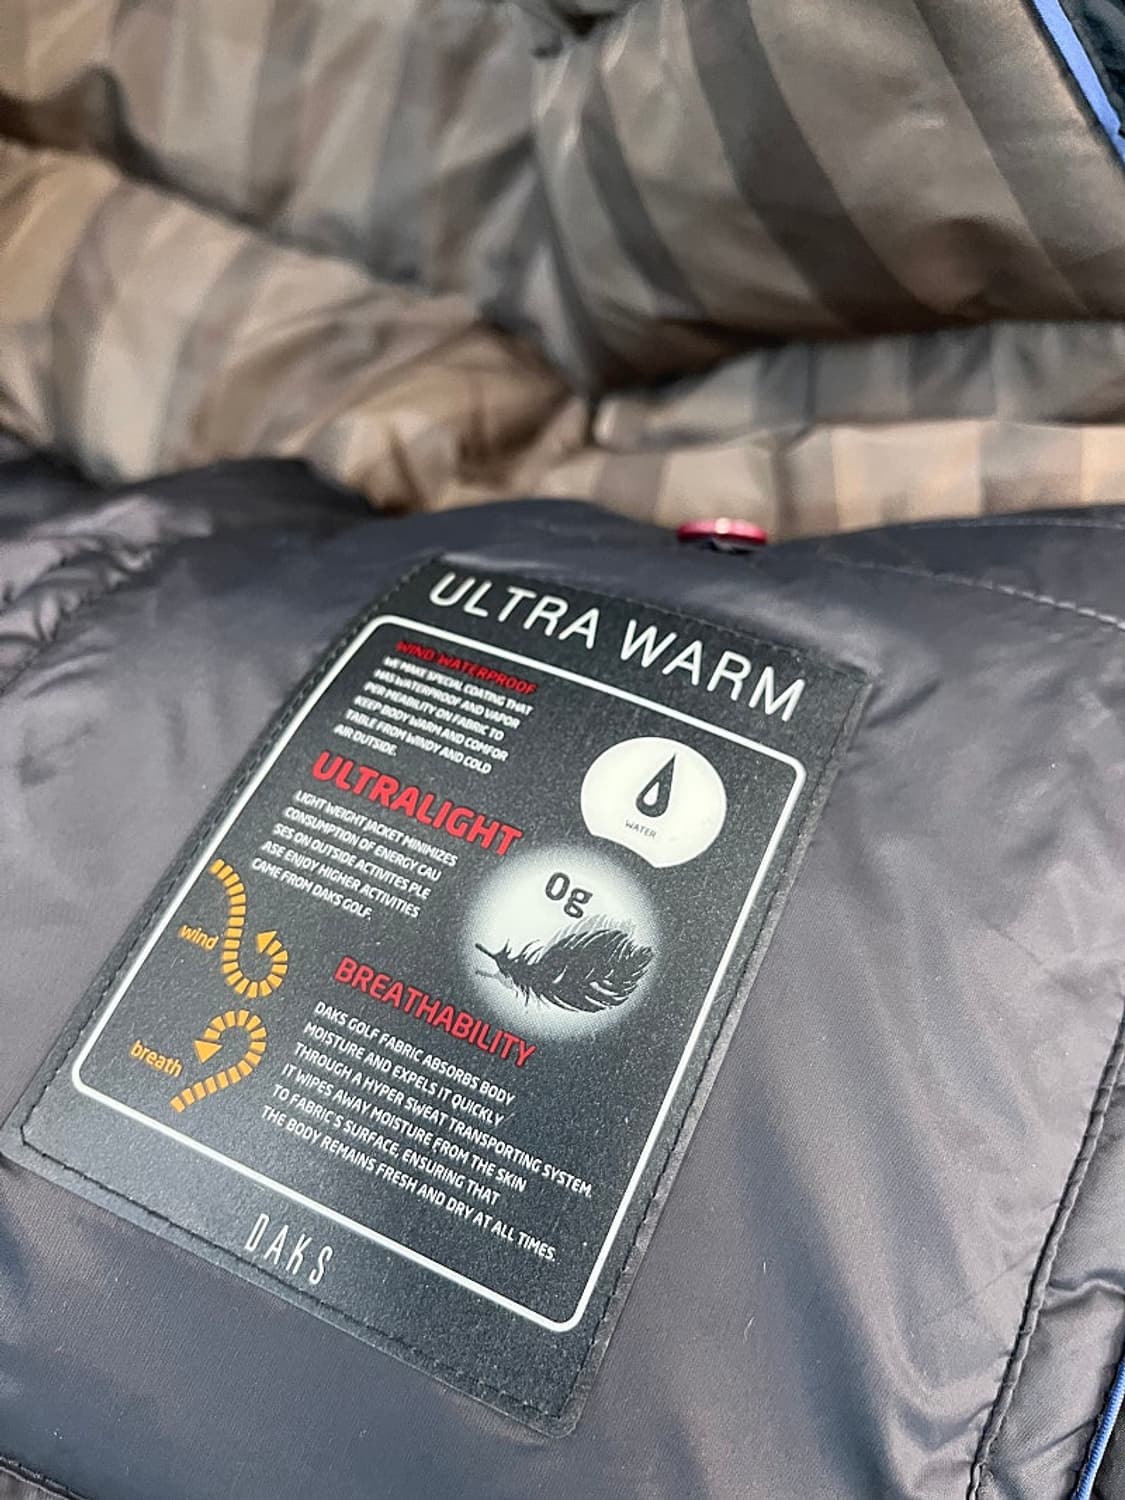 ULTRA WARM
WIND WATERPROOF
WE MAKE SPECIAL COATING THAT
HAS WATERPROOF AND VAPOR
PER MEABILITY ON FABRIC TO
KEEP BODY WARM AND COMFOR
TABLE FROM WINDY AND COLD
AIR OUTSIDE.
WATER
ULTRALIGHT
LIGHT WEIGHT JACKET MINIMIZES
CONSUMPTION OF ENERGY CAU
SES ON OUTSIDE ACTIVITES PLE
ASE ENJOY HIGHER ACTIVITIES
CAME FROM DAKS GOLF.
0g
wind
breath
BREATHABILITY
DAKS GOLF FABRIC ABSORBS BODY
MOISTURE AND EXPELS IT QUICKLY
THROUGH A HYPER SWEAT TRANSPORTING SYSTEM.
IT WIPES AWAY MOISTURE FROM THE SKIN
TO FABRIC'S SURFACE, ENSURING THAT
THE BODY REMAINS FRESH AND DRY AT ALL TIMES.
DAKS